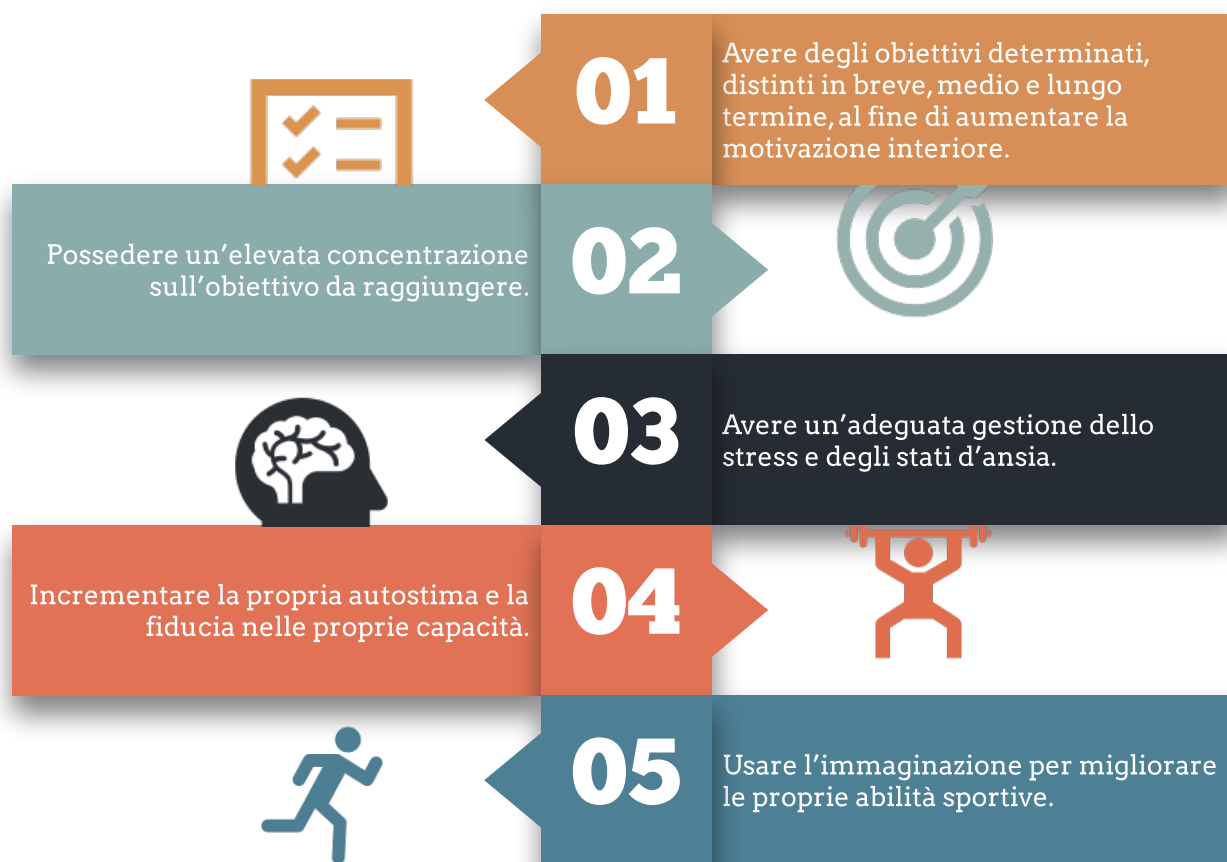 01
Avere degli obiettivi determinati,
distinti in breve, medio e lungo
termine, al fine di aumentare la
motivazione interiore.
Possedere un’elevata concentrazione
sull’obiettivo da raggiungere.
02
03
Avere un’adeguata gestione dello
stress e degli stati d’ansia.
Incrementare la propria autostima e la
fiducia nelle proprie capacità.
04
05
Usare l’immaginazione per migliorare
le proprie abilità sportive.